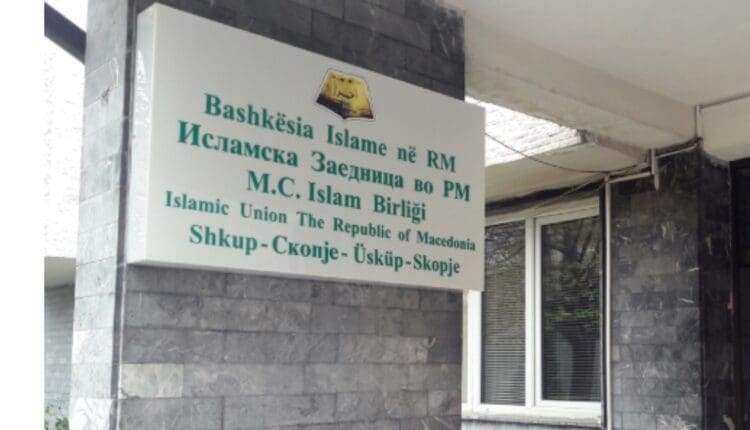 Bashkësia Islame në RM
Исламска Заедница во РМ
M.C. Islam Birliği
Islamic Union The Republic of Macedonia
Shkup-Скопје-Üsküp-Skopje